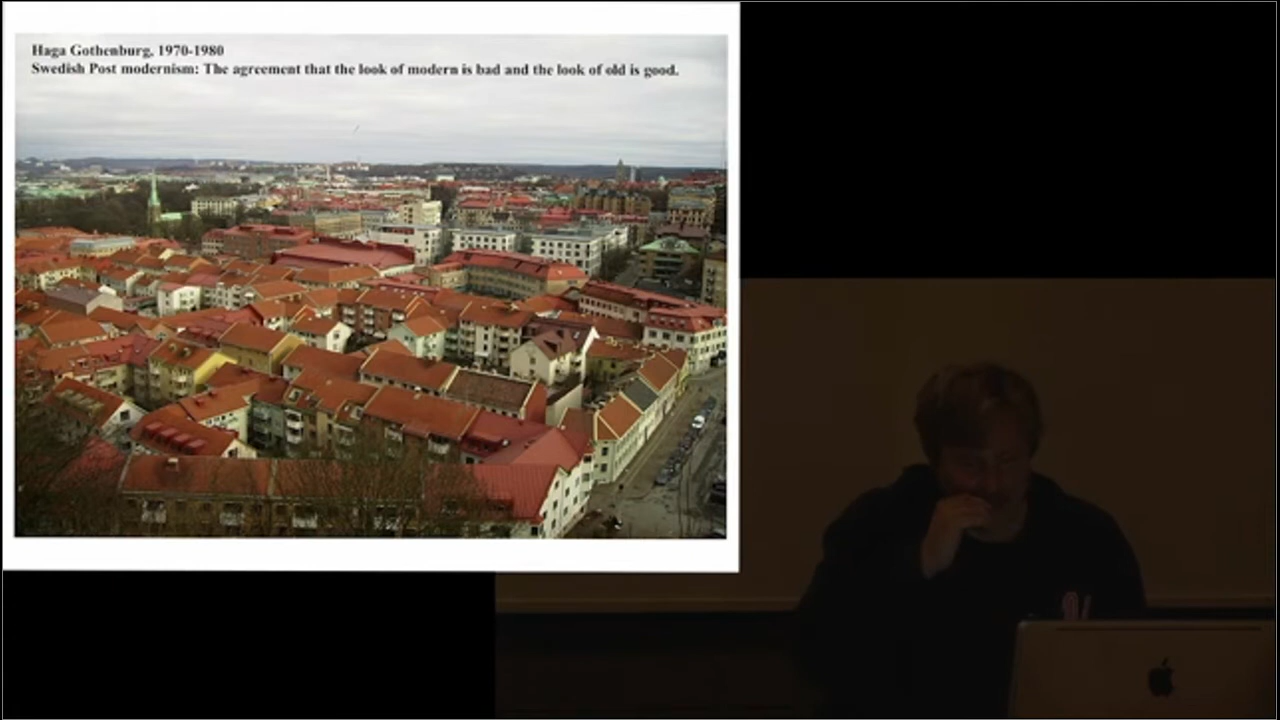 Haga Gothenburg, 1970-1980
Swedish Post modernism: The agreement that the look of modern is bad and the look of old is good.